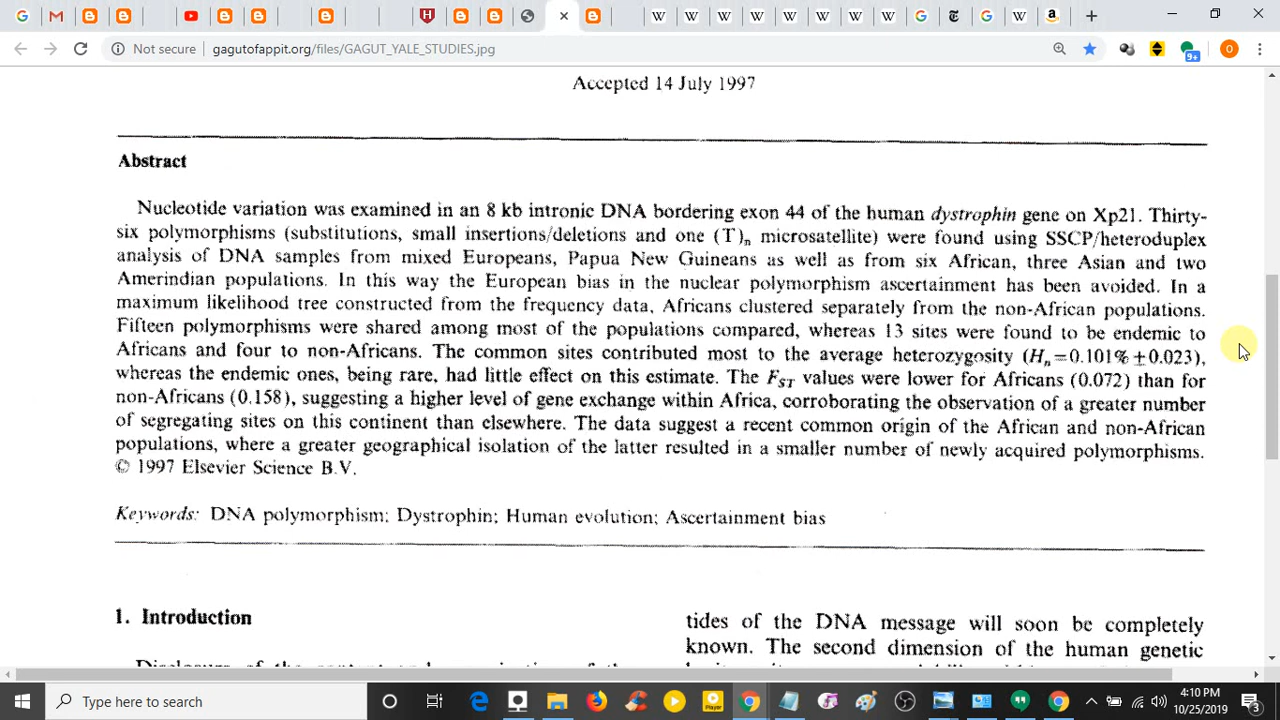 Not secure gagutofappit.org/files/GAGUT_YALE_STUDIES.jpg
9+
O
Accepted 14 July 1997
Abstract
Nucleotide variation was examined in an 8 kb intronic DNA bordering exon 44 of the human dystrophin gene on Xp21. Thirty-
six polymorphisms (substitutions, small insertions/deletions and one (T)n microsatellite) were found using SSCP/heteroduplex
analysis of DNA samples from mixed Europeans, Papua New Guineans as well as from six African, three Asian and two
Amerindian populations. In this way the European bias in the nuclear polymorphism ascertainment has been avoided. In a
maximum likelihood tree constructed from the frequency data, Africans clustered separately from the non-African populations.
Fifteen polymorphisms were shared among most of the populations compared, whereas 13 sites were found to be endemic to
Africans and four to non-Africans. The common sites contributed most to the average heterozygosity (Hn=0.101% ±0.023),
whereas the endemic ones, being rare, had little effect on this estimate. The FST values were lower for Africans (0.072) than for
non-Africans (0.158), suggesting a higher level of gene exchange within Africa, corroborating the observation of a greater number
of segregating sites on this continent than elsewhere. The data suggest a recent common origin of the African and non-African
populations, where a greater geographical isolation of the latter resulted in a smaller number of newly acquired polymorphisms.
© 1997 Elsevier Science B.V.
Keywords: DNA polymorphism; Dystrophin; Human evolution; Ascertainment bias
1. Introduction
tides of the DNA message will soon be completely
known. The second dimension of the human genetic
Type here to search
4:10 PM
10/25/2019
3